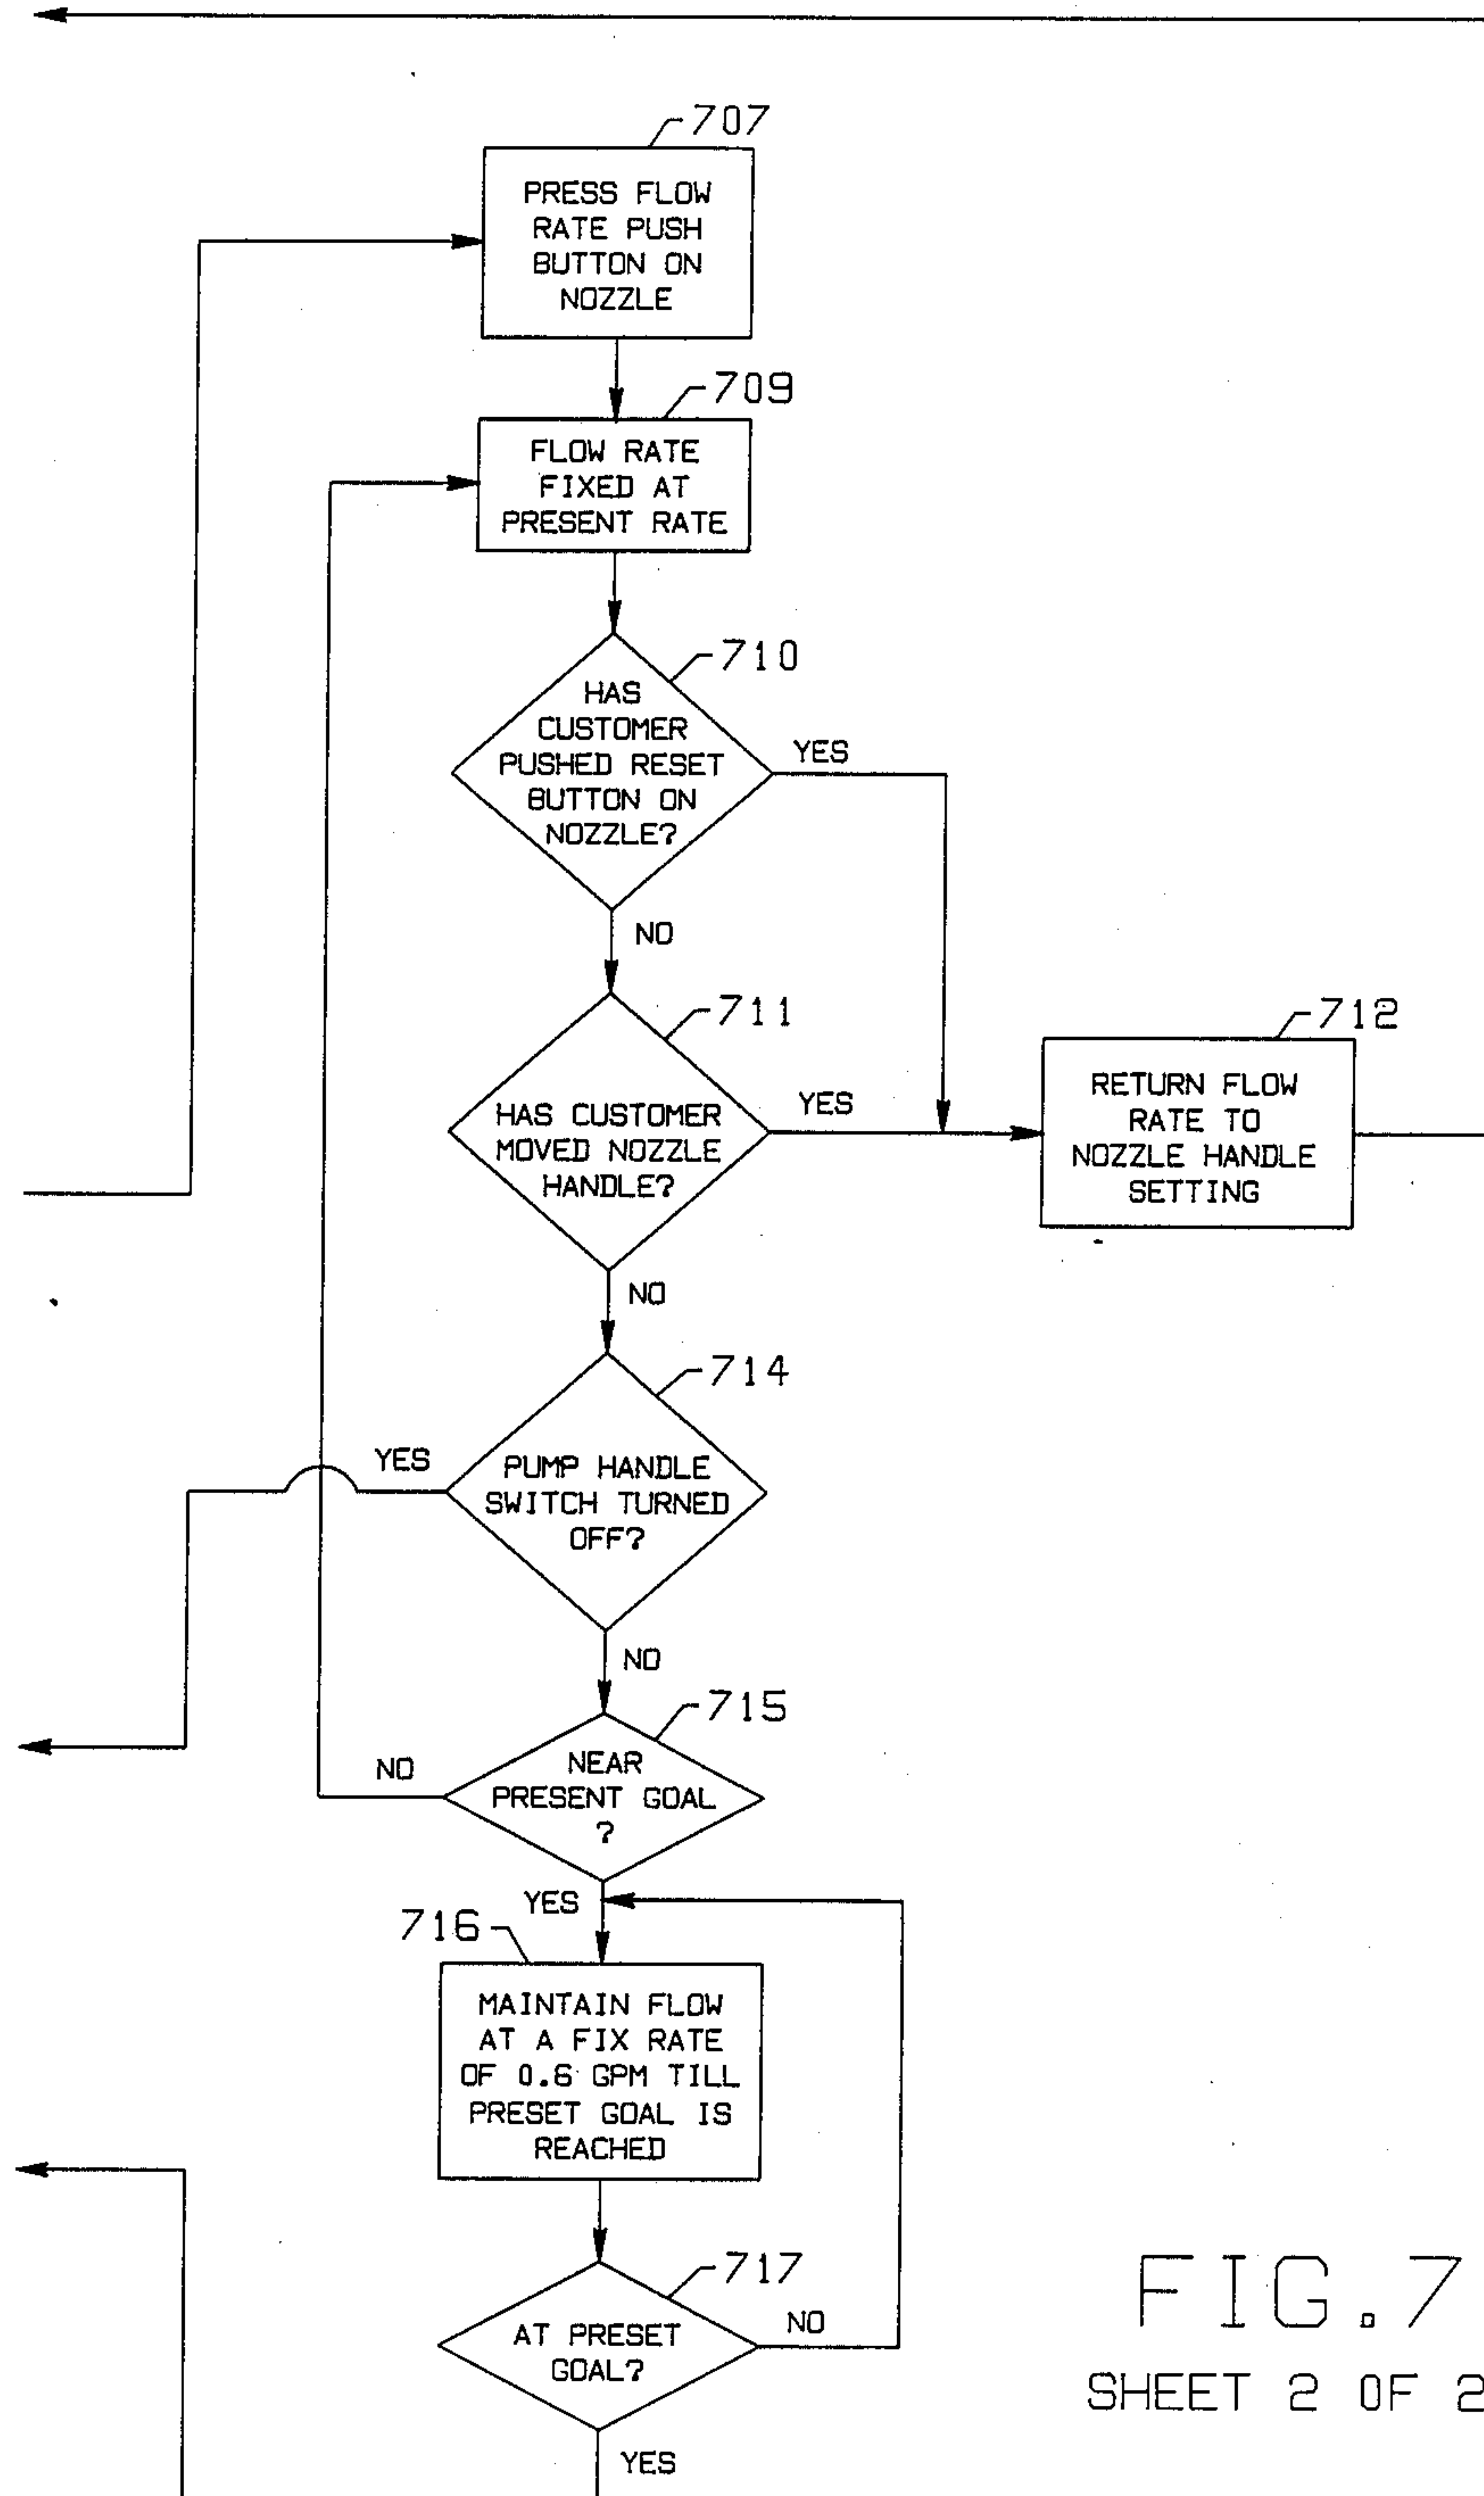 707
PRESS FLOW
RATE PUSH
BUTTON ON
NOZZLE
709
FLOW RATE
FIXED AT
PRESENT RATE
710
HAS
CUSTOMER
PUSHED RESET
BUTTON ON
NOZZLE?
YES
NO
711
HAS CUSTOMER
MOVED NOZZLE
HANDLE?
YES
712
RETURN FLOW
RATE TO
NOZZLE HANDLE
SETTING
NO
714
PUMP HANDLE
SWITCH TURNED
OFF?
YES
NO
715
NEAR
PRESENT GOAL
?
NO
YES
716
MAINTAIN FLOW
AT A FIX RATE
OF 0.6 GPM TILL
PRESET GOAL IS
REACHED
717
AT PRESET
GOAL?
NO
YES
FIG.7
SHEET 2 OF 2